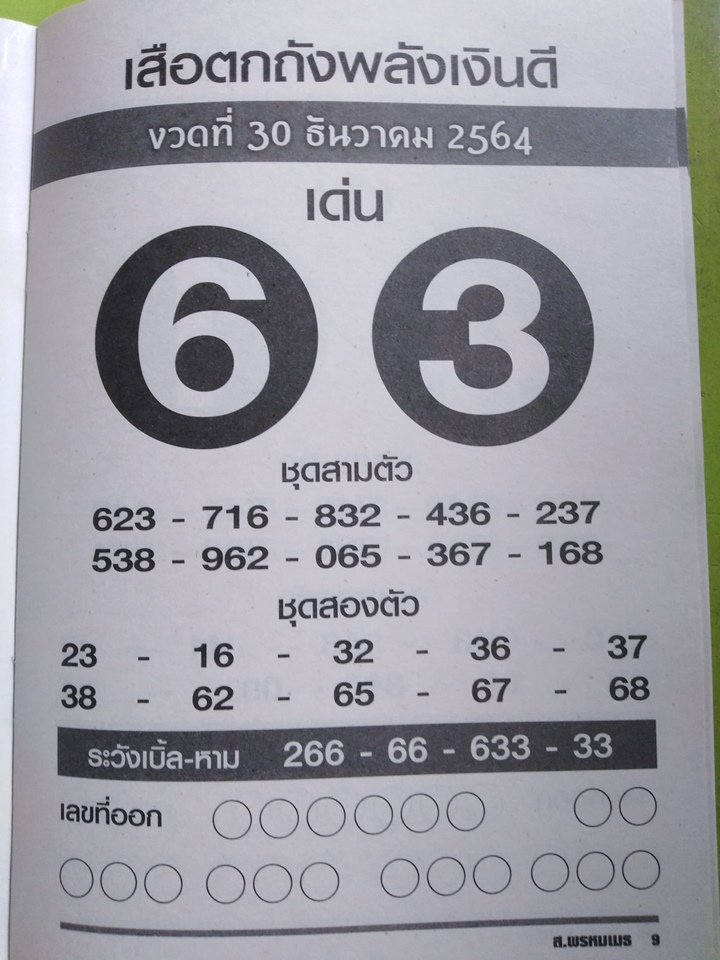 เสือตกถังพลังเงินดี
งวดที่ 30 ธันวาคม 2564
เด่น
6 3
ชุดสามตัว
623 - 716 - 832 - 436 - 237
538 - 962 - 065 - 367 - 168
ชุดสองตัว
23 - 16 - 32 - 36 - 37
38 - 62 - 65 - 67 - 68
ระวังเบิ้ล-หาม 266 - 66 - 633 - 33
เลขที่ออก
ส.พรหมเมธ 9